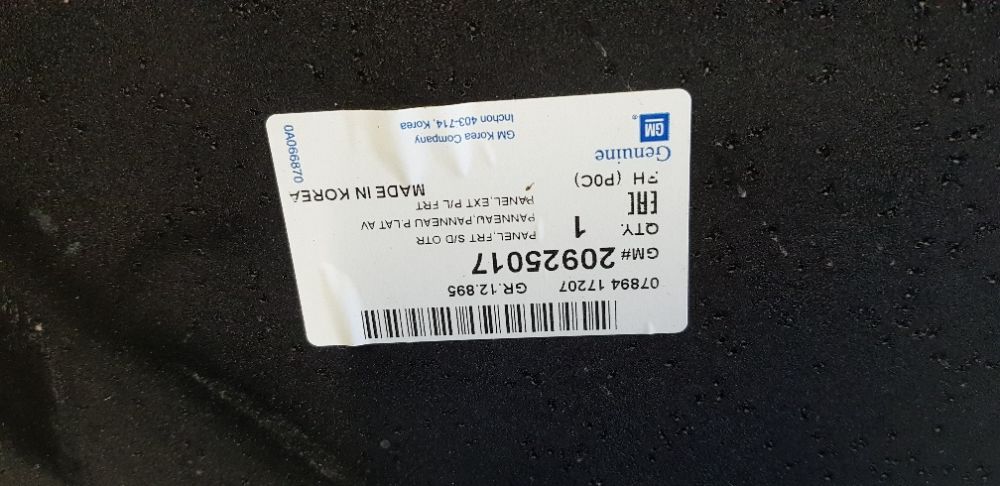 07894 17207 GR.12.895
GM# 20925017
PANEL,FRT S/D OTR
QTY. 1
PANNEAU,PANNEAU P.LAT AV
EAC
PANEL,EXT P/L FRT
MADE IN KOREA
(P0C)
GM
Genuine
GM Korea Company
Inchon 403-714, Korea
0A066870